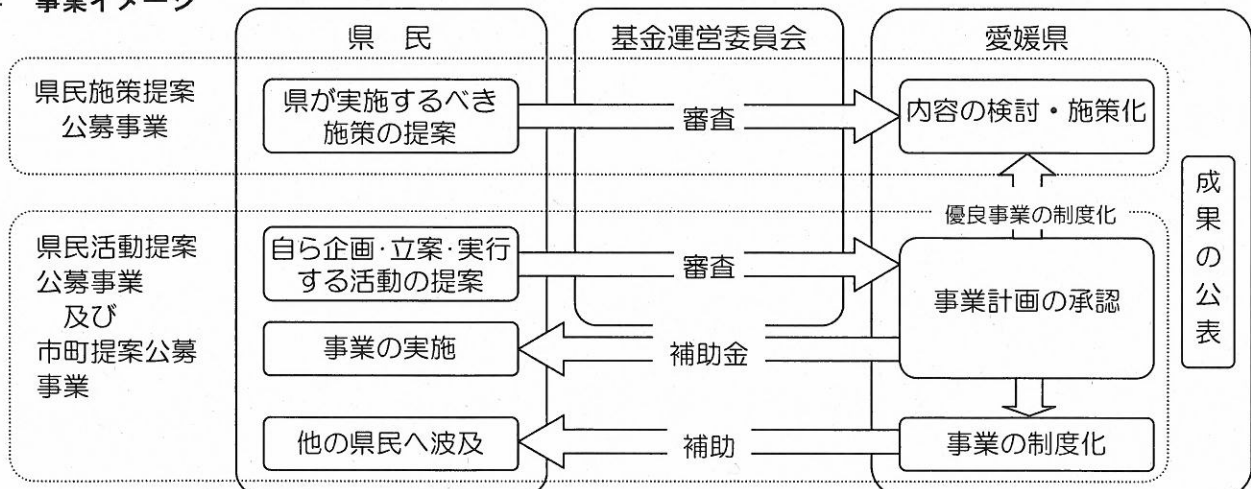 事業イメージ
県 民
基金運営委員会
愛媛県
県民施策提案
公募事業
県が実施するべき
施策の提案
審査
内容の検討・施策化
優良事業の制度化
成果の公表
県民活動提案
公募事業
及び
市町提案公募
事業
自ら企画・立案・実行
する活動の提案
審査
事業計画の承認
事業の実施
補助金
他の県民へ波及
補助
事業の制度化